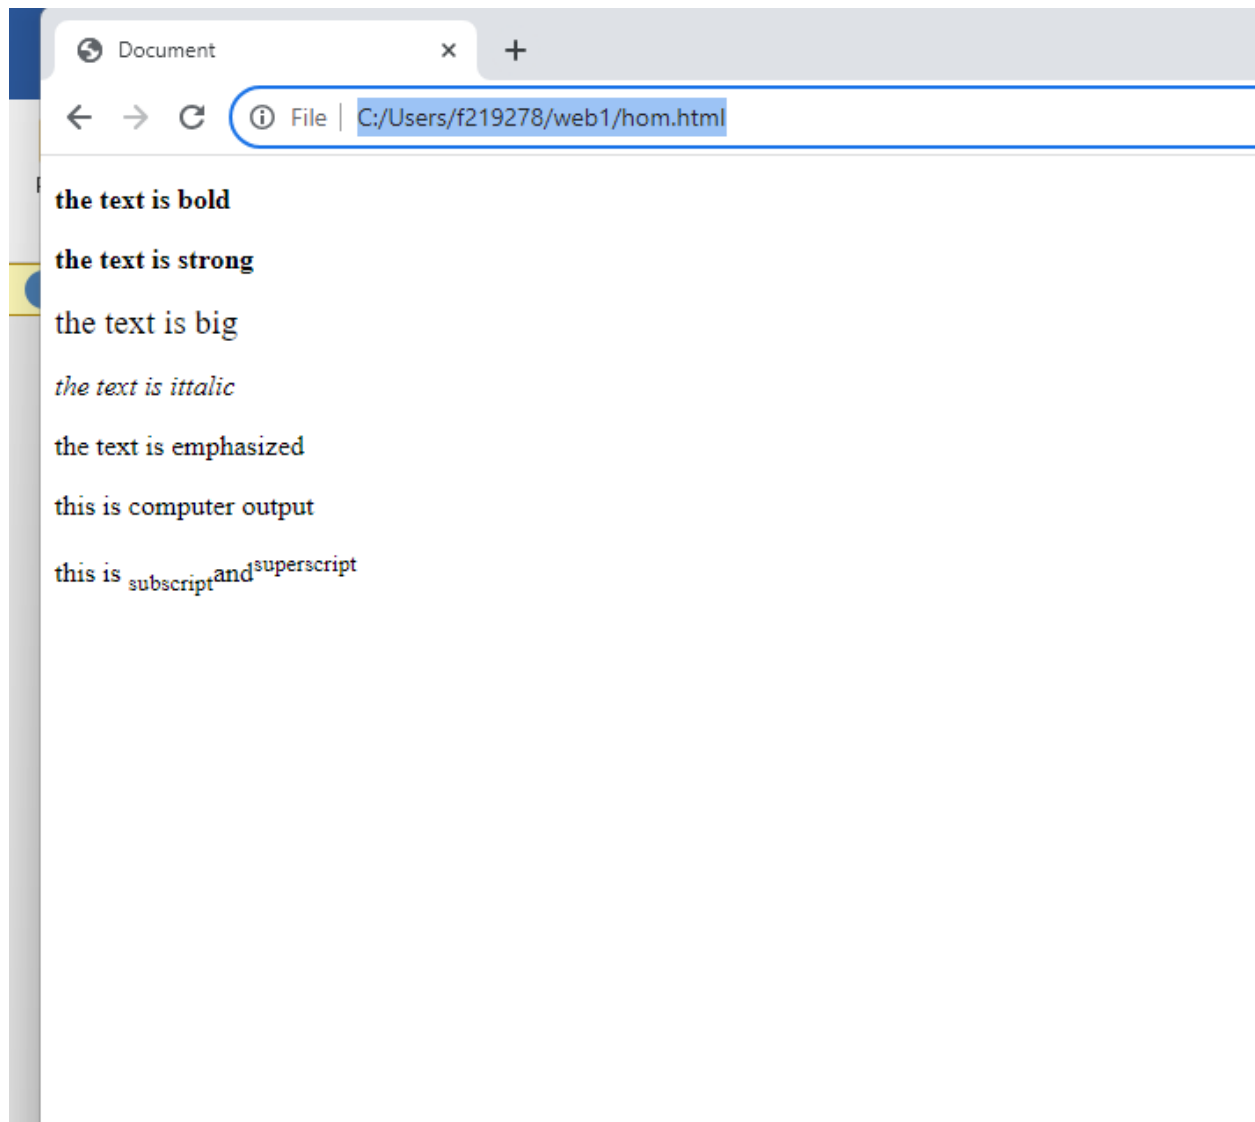 Document
File C:/Users/f219278/web1/hom.html
the text is bold
the text is strong
the text is big
the text is ittalic
the text is emphasized
this is computer output
this is subscriptandsuperscript